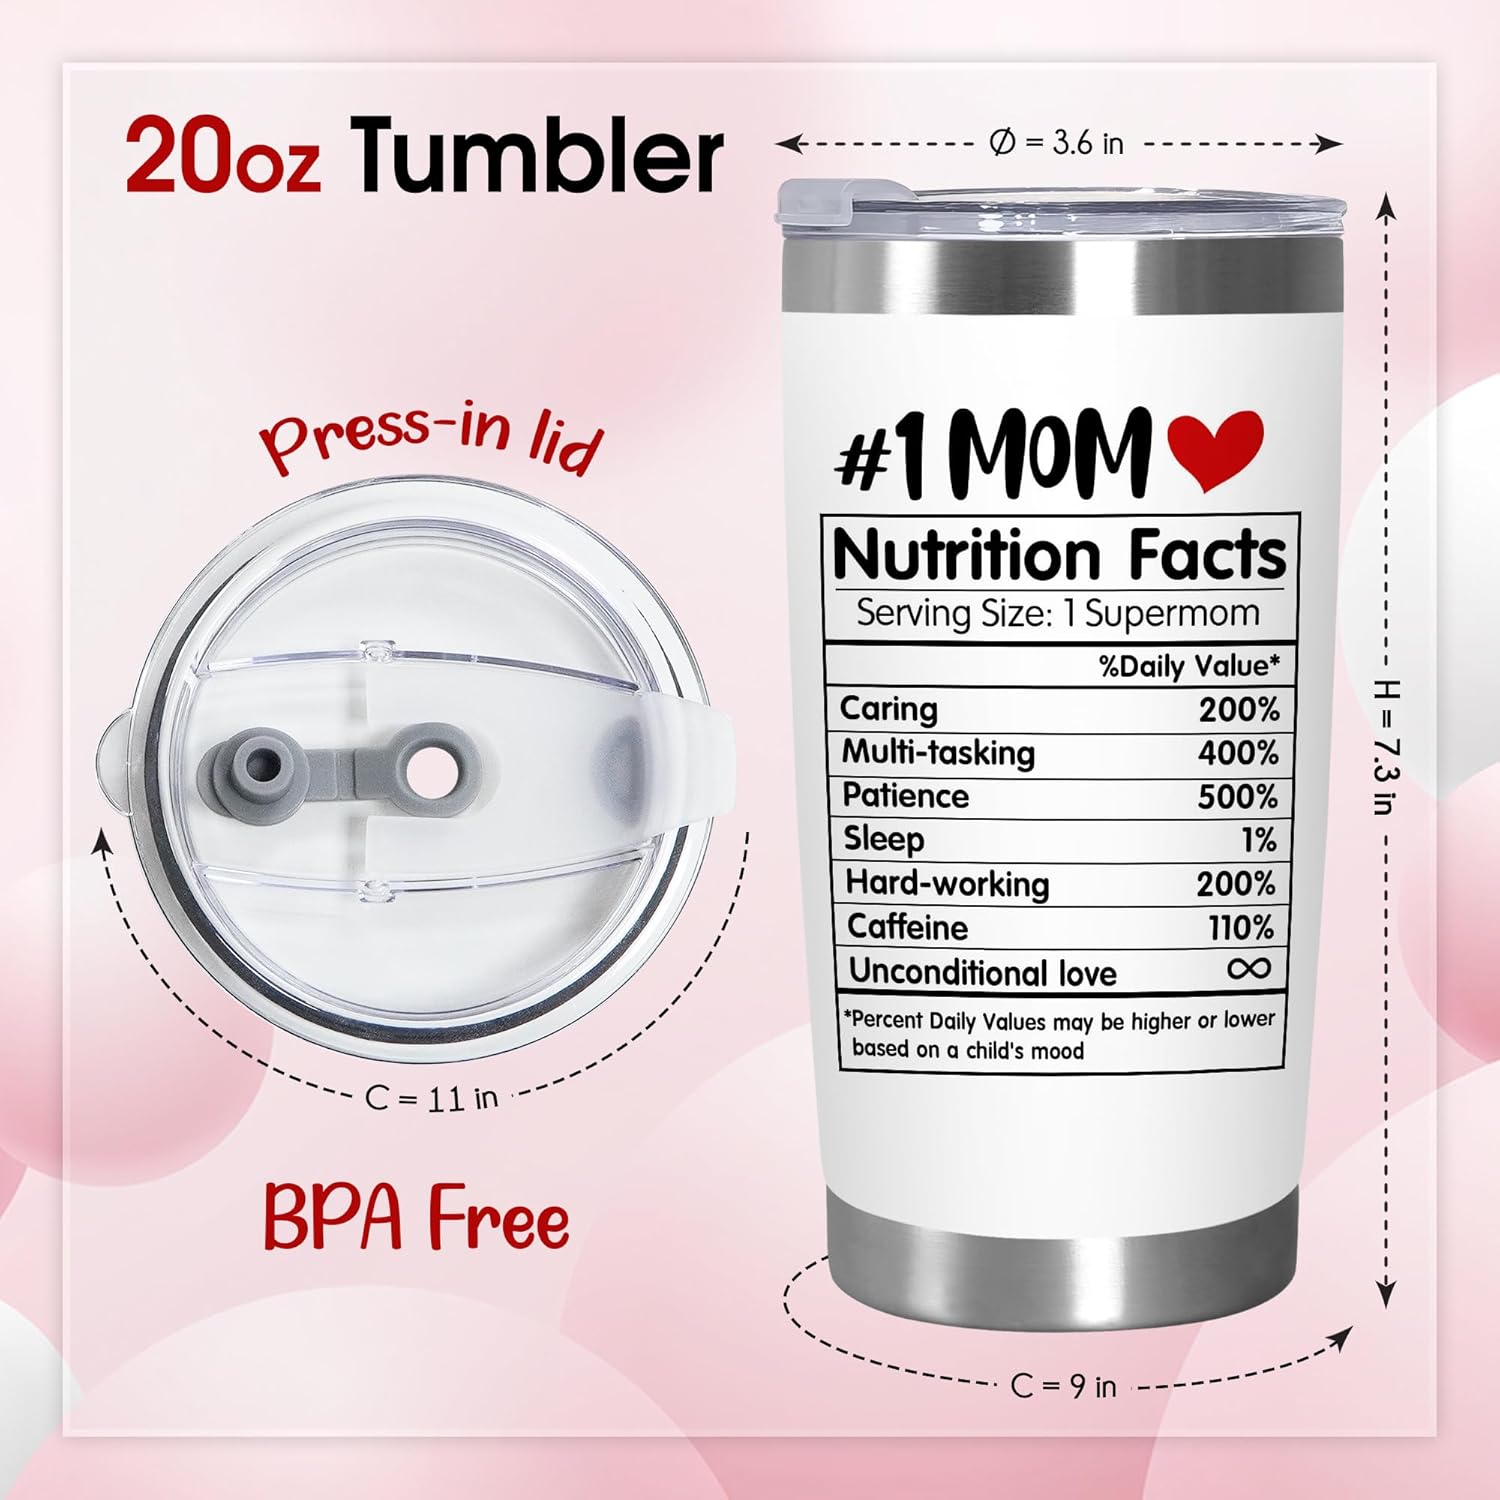 20oz Tumbler
Ø = 3.6 in
Press-in lid
C = 11 in
BPA Free
#1 MOM
Nutrition Facts
Serving Size: 1 Supermom
%Daily Value*
Caring 200%
Multi-tasking 400%
Patience 500%
Sleep 1%
Hard-working 200%
Caffeine 110%
Unconditional love ∞
*Percent Daily Values may be higher or lower
based on a child's mood
H = 7.3 in
C = 9 in